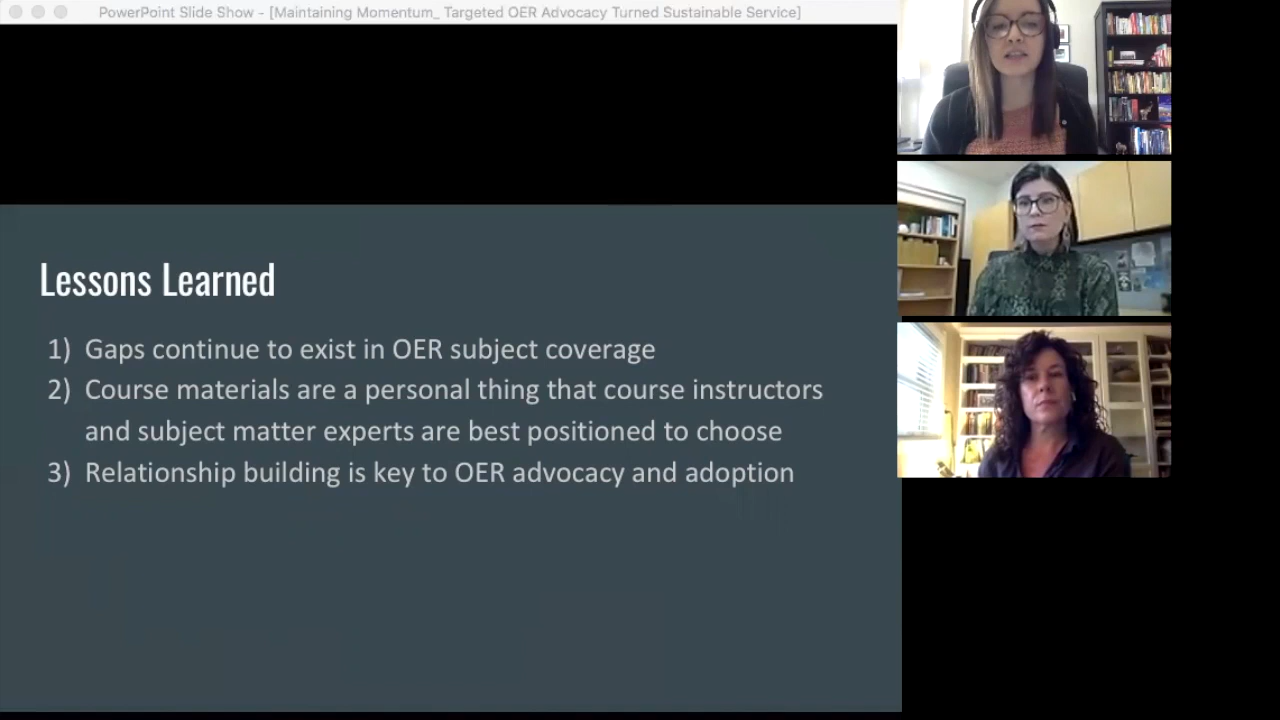 PowerPoint Slide Show - [Maintaining Momentum_ Targeted OER Advocacy Turned Sustainable Service]
Lessons Learned
1) Gaps continue to exist in OER subject coverage
2) Course materials are a personal thing that course instructors
and subject matter experts are best positioned to choose
3) Relationship building is key to OER advocacy and adoption